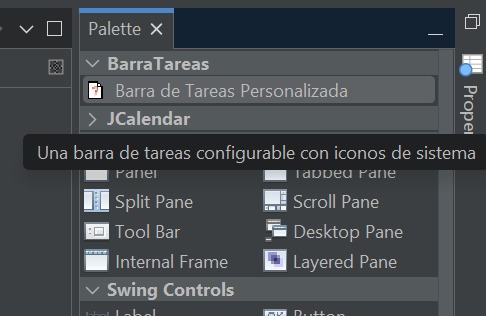 Palette
BarraTareas
Barra de Tareas Personalizada
JCalendar
Una barra de tareas configurable con iconos de sistema
Panel Tabbed Pane
Split Pane Scroll Pane
Tool Bar Desktop Pane
Internal Frame Layered Pane
Swing Controls
Label Button
Proper